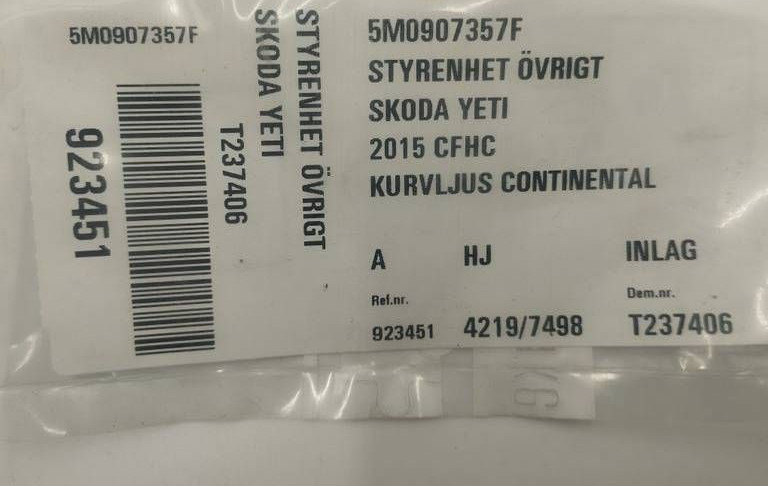 5M0907357F
923451
T237406
SKODA YETI
STYRENHET ÖVRIGT
5M0907357F
STYRENHET ÖVRIGT
SKODA YETI
2015 CFHC
KURVLJUS CONTINENTAL
A HJ INLAG
Ref.nr. Dem.nr.
923451 4219/7498 T237406